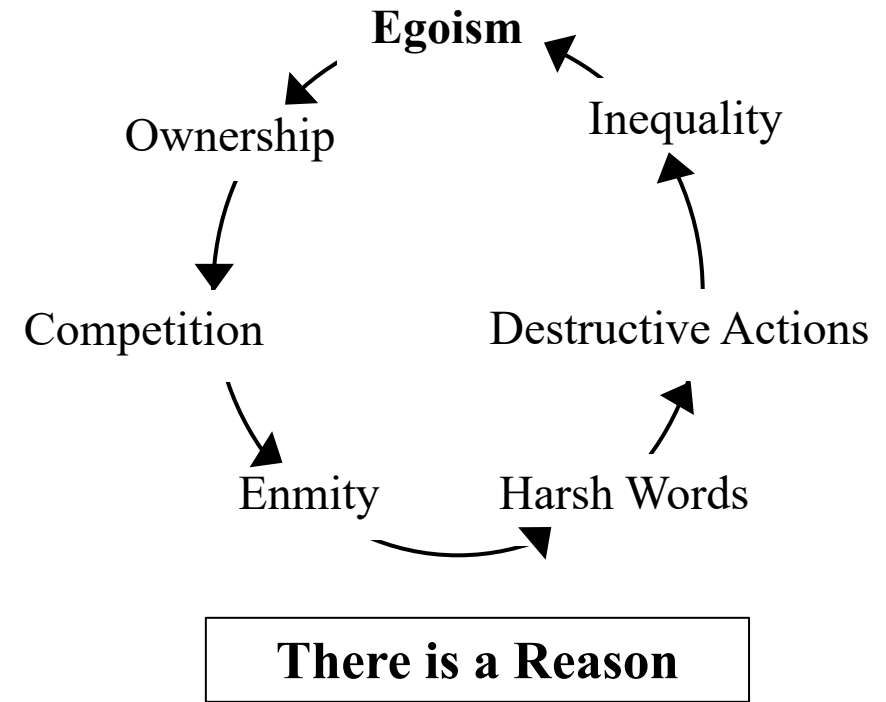 Egoism
Inequality
Ownership
Competition
Destructive Actions
Enmity
Harsh Words
There is a Reason